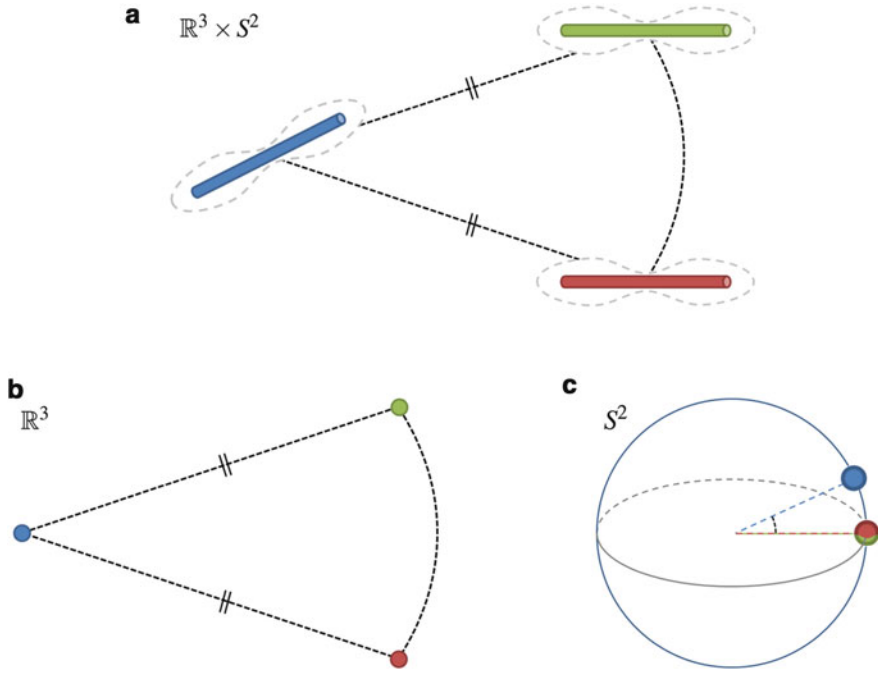 a ℝ³ × S²
b
ℝ³
c
S²